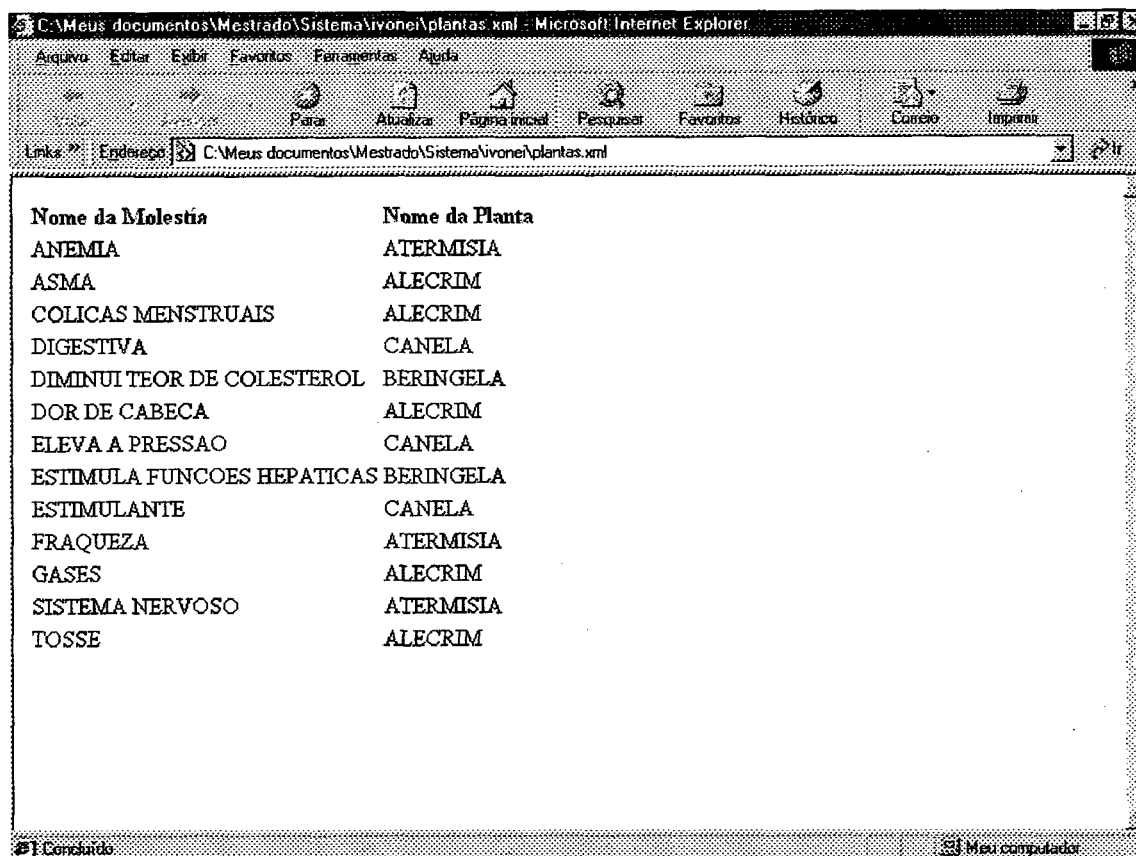 C:\Meus documentos\Mestrado\Sistema\ivonei\plantas.xml - Microsoft Internet Explorer
Arquivo Editar Exibir Favoritos Ferramentas Ajuda
Parar Atualizar Página inicial Pesquisar Favoritos Histórico Correio Imprimir
Links » Endereço C:\Meus documentos\Mestrado\Sistema\ivonei\plantas.xml Ir
Nome da Molestia Nome da Planta
ANEMIA ATERMISIA
ASMA ALECRIM
COLICAS MENSTRUAIS ALECRIM
DIGESTIVA CANELA
DIMINUI TEOR DE COLESTEROL BERINGELA
DOR DE CABECA ALECRIM
ELEVA A PRESSAO CANELA
ESTIMULA FUNCOES HEPATICAS BERINGELA
ESTIMULANTE CANELA
FRAQUEZA ATERMISIA
GASES ALECRIM
SISTEMA NERVOSO ATERMISIA
TOSSE ALECRIM
Concluído Meu computador